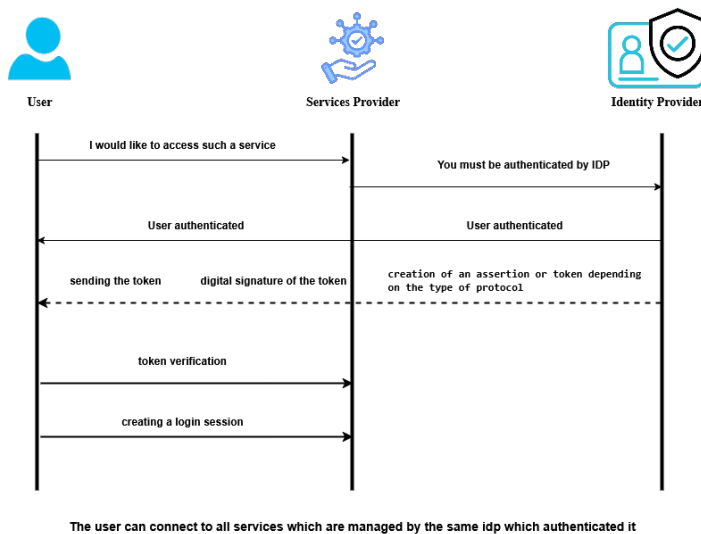 User
Services Provider
Identity Provider
I would like to access such a service
You must be authenticated by IDP
User authenticated
User authenticated
sending the token
digital signature of the token
creation of an assertion or token depending
on the type of protocol
token verification
creating a login session
The user can connect to all services which are managed by the same idp which authenticated it